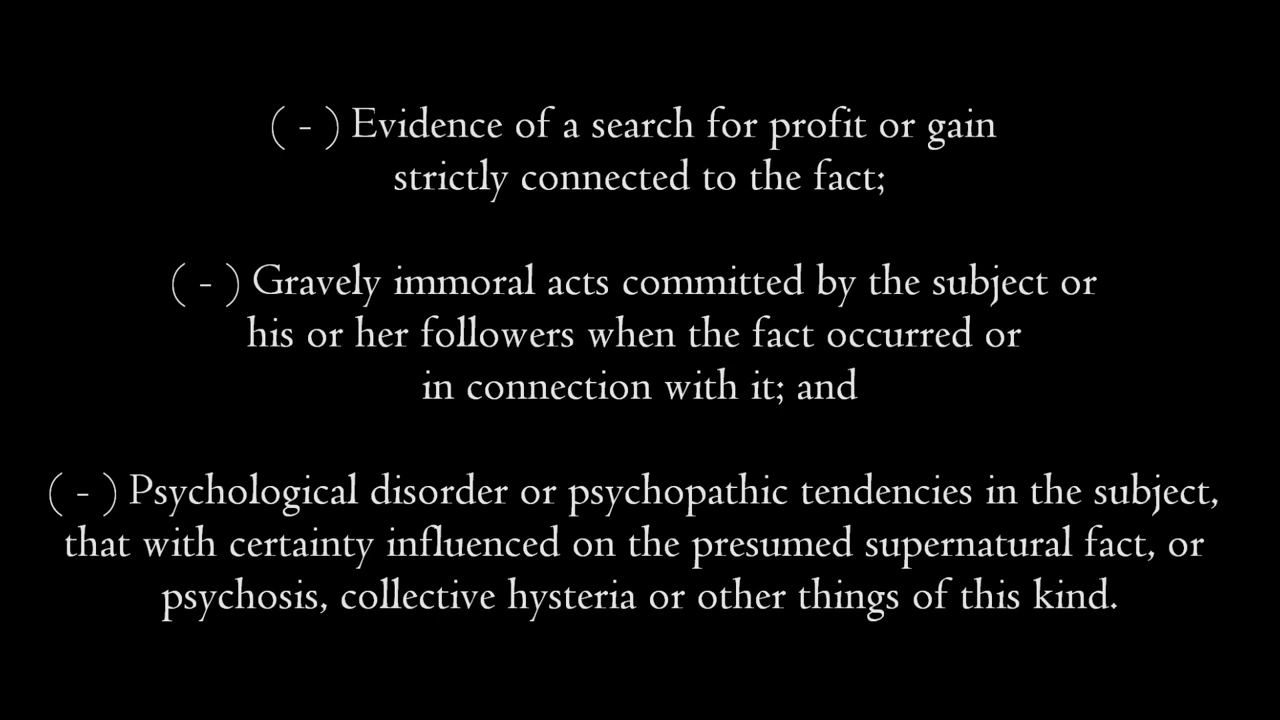 ( - ) Evidence of a search for profit or gain
strictly connected to the fact;
( - ) Gravely immoral acts committed by the subject or
his or her followers when the fact occurred or
in connection with it; and
( - ) Psychological disorder or psychopathic tendencies in the subject,
that with certainty influenced on the presumed supernatural fact, or
psychosis, collective hysteria or other things of this kind.